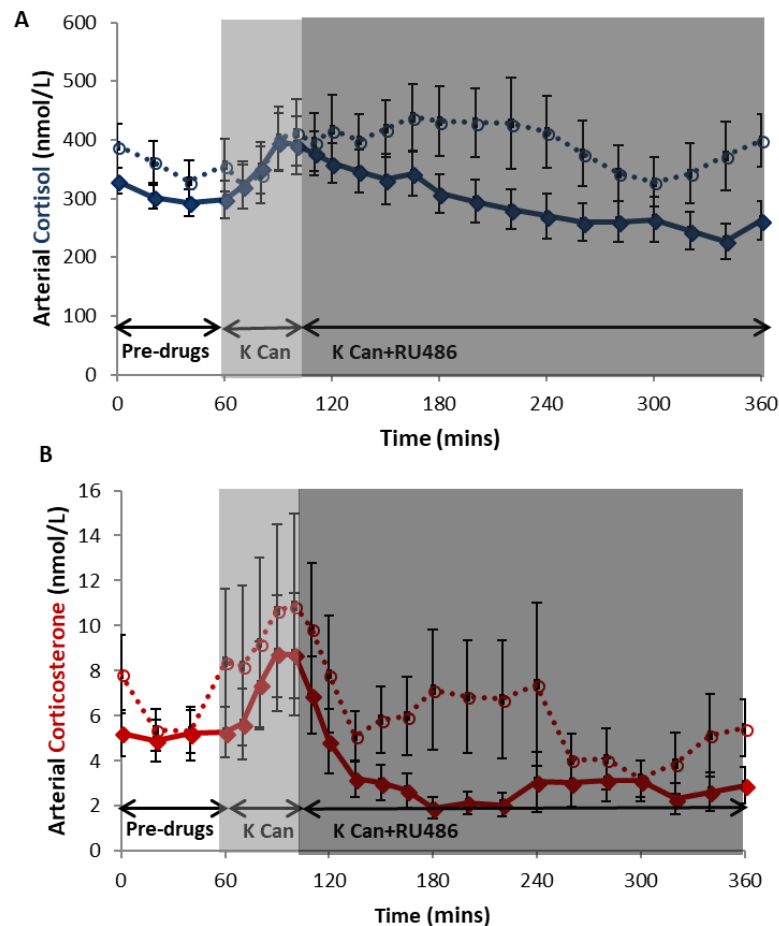 A
Arterial Cortisol (nmol/L)
600
500
400
300
200
100
0
Pre-drugs
K Can
K Can+RU486
0
60
120
180
240
300
360
Time (mins)
B
Arterial Corticosterone (nmol/L)
16
14
12
10
8
6
4
2
0
Pre-drugs
K Can
K Can+RU486
0
60
120
180
240
300
360
Time (mins)